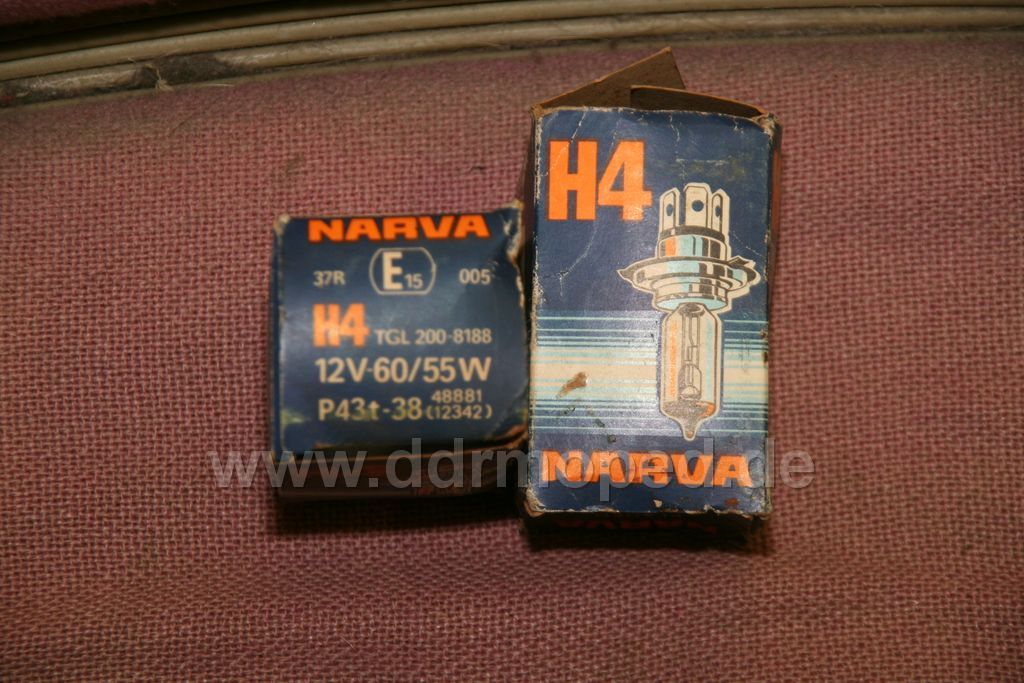 NARVA
37R E15 005
H4 TGL 200-8188
12V-60/55W
P43t-38 48881
(12342)
H4
NARVA
www.ddrmoped.de